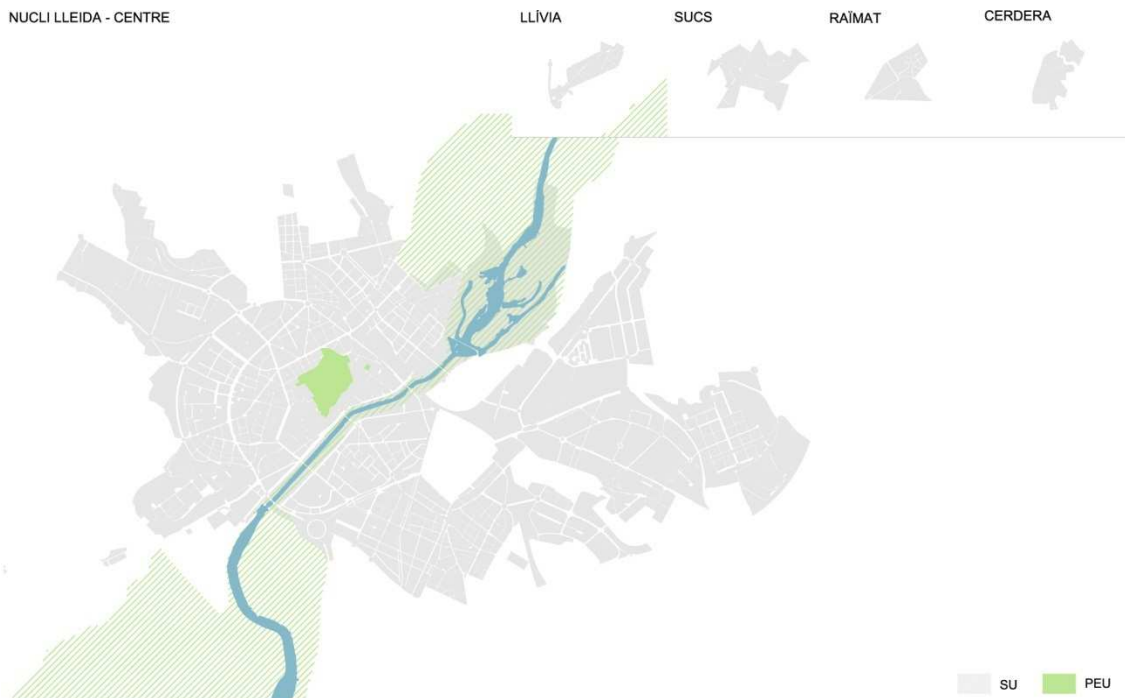 NUCLI LLEIDA - CENTRE
LLÍVIA
SUCS
RAÏMAT
CERDERA
SU
PEU